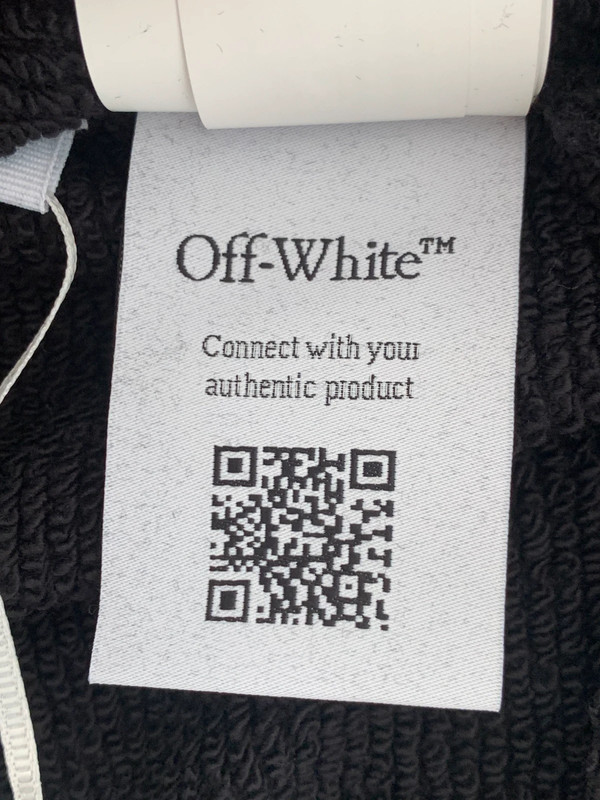 Off-White™
Connect with your
authentic product